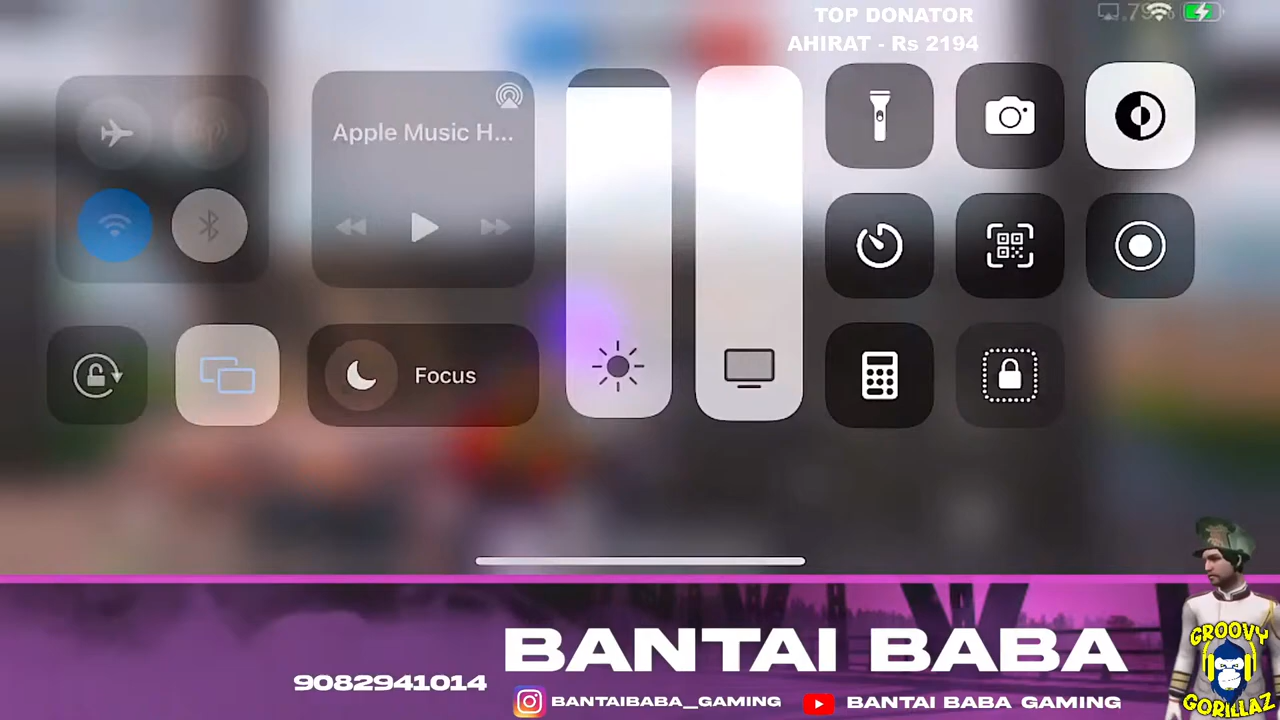 TOP DONATOR
AHIRAT - Rs 2194
Apple Music H...
Focus
BANTAI BABA
9082941014
BANTAIBABA_GAMING
BANTAI BABA GAMING
GROOVY
GORILLAZ